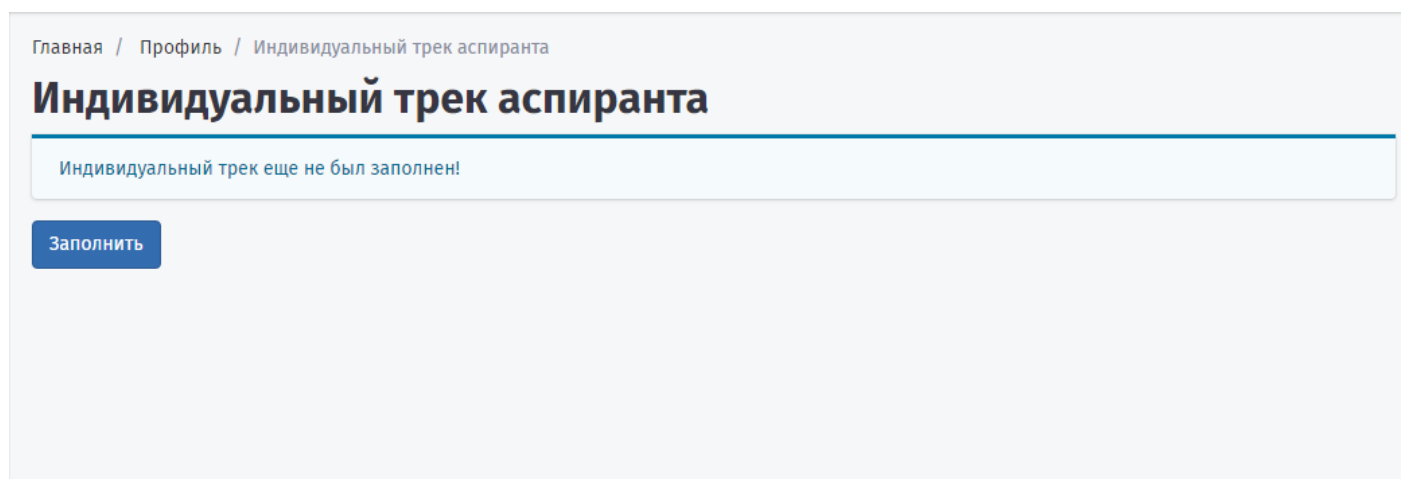 Главная / Профиль / Индивидуальный трек аспиранта
Индивидуальный трек аспиранта
Индивидуальный трек еще не был заполнен!
Заполнить